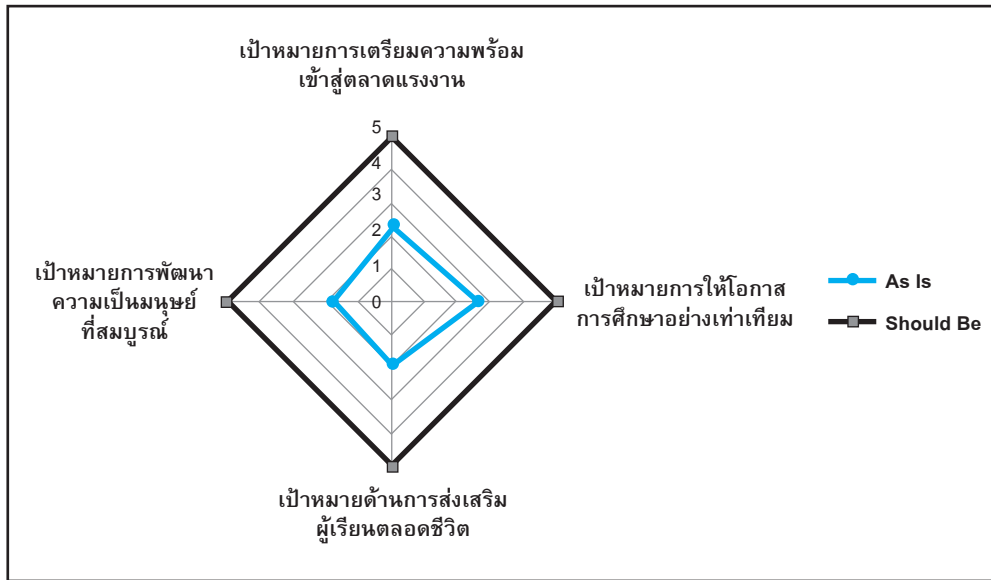 เป้าหมายการเตรียมความพร้อม
เข้าสู่ตลาดแรงงาน
5
4
3
2
1
0
เป้าหมายการพัฒนา
ความเป็นมนุษย์
ที่สมบูรณ์
เป้าหมายการให้โอกาส
การศึกษาอย่างเท่าเทียม
As Is
Should Be
เป้าหมายด้านการส่งเสริม
ผู้เรียนตลอดชีวิต